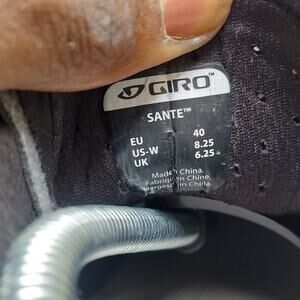 GIRO
SANTE™
EU 40
US-W 8.25
UK 6.25
Made in China.
Fabriqué en Chine.
Hergestellt in China.